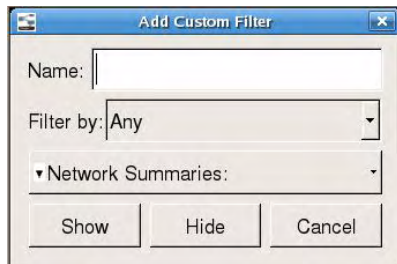 Add Custom Filter
Name:
Filter by: Any
Network Summaries:
Show Hide Cancel